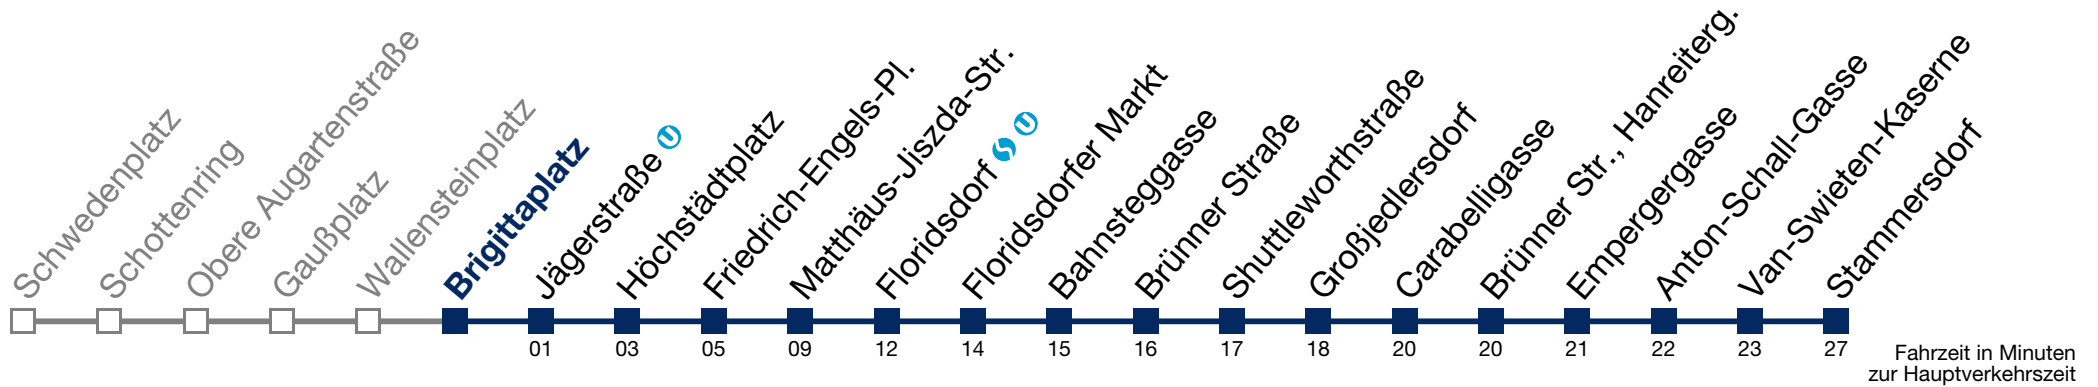 Schwedenplatz
Schottenring
Obere Augartenstraße
Gaußplatz
Wallensteinplatz
Brigittaplatz
Jägerstraße U
Höchstädtplatz
Friedrich-Engels-Pl.
Matthäus-Jiszda-Str.
Floridsdorf S U
Floridsdorfer Markt
Bahnsteggasse
Brünner Straße
Shuttleworthstraße
Großjedlersdorf
Carabelligasse
Brünner Str., Hanreiterg.
Empergergasse
Anton-Schall-Gasse
Van-Swieten-Kaserne
Stammersdorf
01 03 05 09 12 14 15 16 17 18 20 20 21 22 23 27
Fahrzeit in Minuten
zur Hauptverkehrszeit